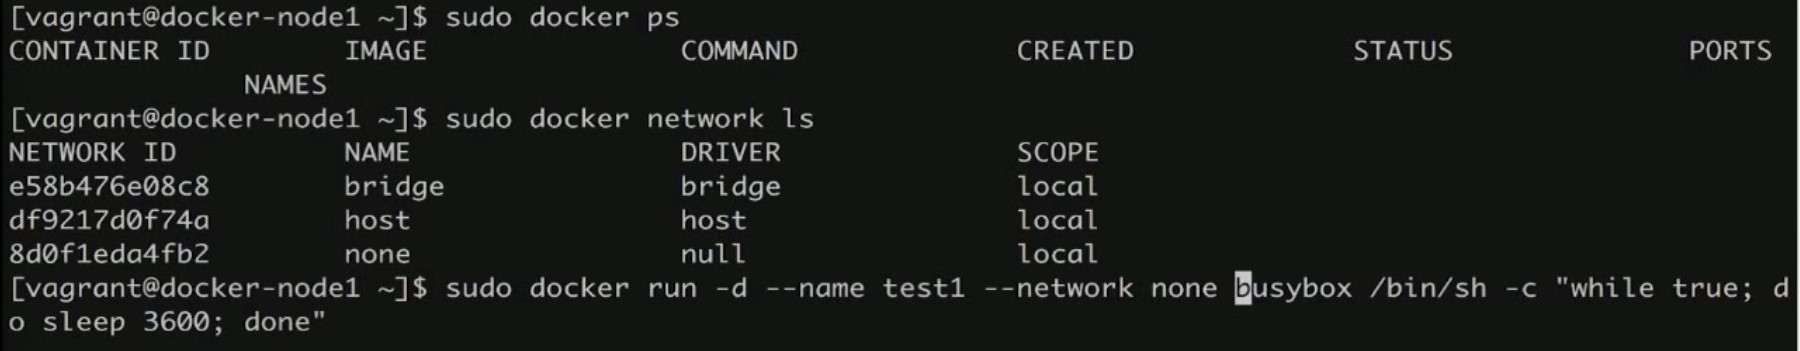 [vagrant@docker-node1 ~]$ sudo docker ps
CONTAINER ID        IMAGE               COMMAND             CREATED             STATUS              PORTS
              NAMES
[vagrant@docker-node1 ~]$ sudo docker network ls
NETWORK ID          NAME                DRIVER              SCOPE
e58b476e08c8        bridge              bridge              local
df9217d0f74a        host                host                local
8d0f1eda4fb2        none                null                local
[vagrant@docker-node1 ~]$ sudo docker run -d --name test1 --network none busybox /bin/sh -c "while true; d
o sleep 3600; done"